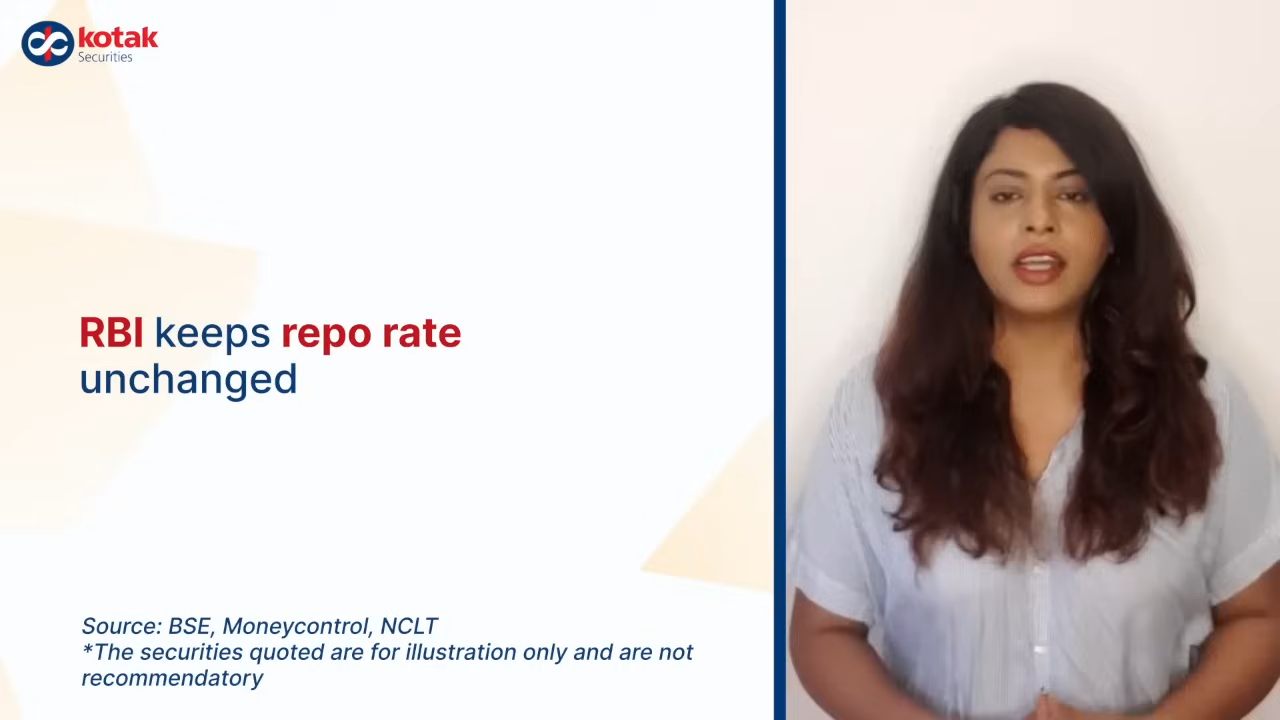 kotak
Securities
RBI keeps repo rate
unchanged
Source: BSE, Moneycontrol, NCLT
*The securities quoted are for illustration only and are not
recommendatory